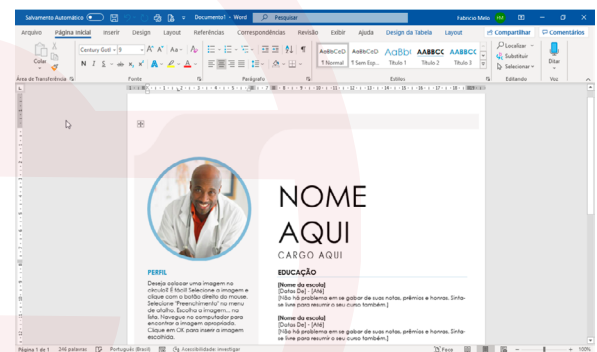 Salvamento Automático
Documento1 - Word
Pesquisar
Fabricio Melo
Arquivo Página Inicial Inserir Design Layout Referências Correspondências Revisão Exibir Ajuda Design da Tabela Layout Compartilhar Comentários
Colar
Century Goth 9
N I S
AaBbCcD AaBbCcD AaBb( AABBCC AABBCC
1 Normal 1 Sem Esp... Título 1 Título 2 Título 3
Localizar
Substituir
Selecionar
Ditar
Área de Transferência Fonte Parágrafo Estilos Editando Voz
NOME
AQUI
CARGO AQUI
PERFIL
Deseja colocar uma imagem no
círculo? É fácil! Selecione a imagem e
clique com o botão direito do mouse.
Selecione "Preenchimento" no menu
de atalho. Escolha a imagem... na
lista. Navegue no computador para
encontrar a imagem apropriada.
Clique em OK para inserir a imagem
escolhida.
EDUCAÇÃO
[Nome da escola]
[Datas De] - [Até]
[Não há problema em se gabar de suas notas, prêmios e honras. Sinta-
se livre para resumir o seu curso também.]
[Nome da escola]
[Datas De] - [Até]
[Não há problema em se gabar de suas notas, prêmios e honras. Sinta-
se livre para resumir o seu curso também.]
Página 1 de 1 246 palavras Português (Brasil) Acessibilidade: investigar Foco 100%